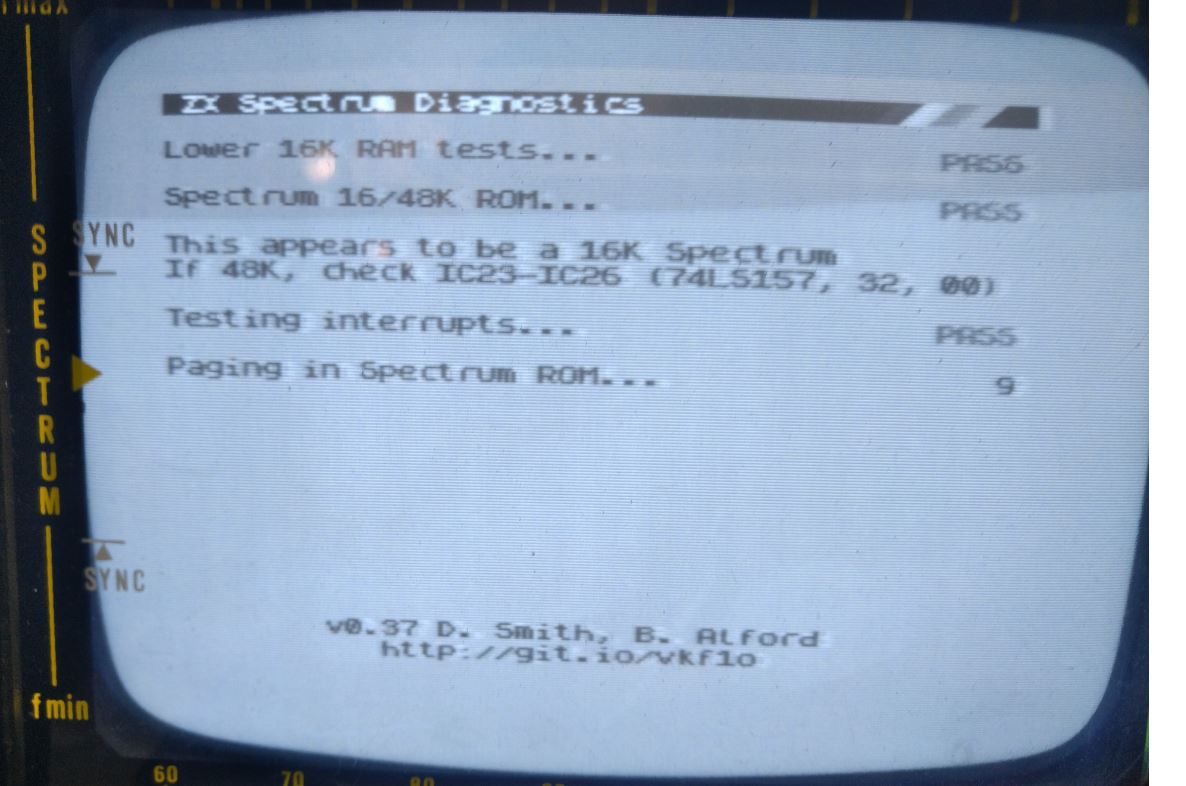 fmax
ZX Spectrum Diagnostics
Lower 16K RAM tests... PASS
Spectrum 16/48K ROM... PASS
This appears to be a 16K Spectrum
If 48K, check IC23-IC26 (74LS157, 32, 00)
Testing interrupts... PASS
Paging in Spectrum ROM... 9
v0.37 D. Smith, B. Alford
http://git.io/vkf1o
SYNC
SPECTRUM
SYNC
fmin
60 70 80